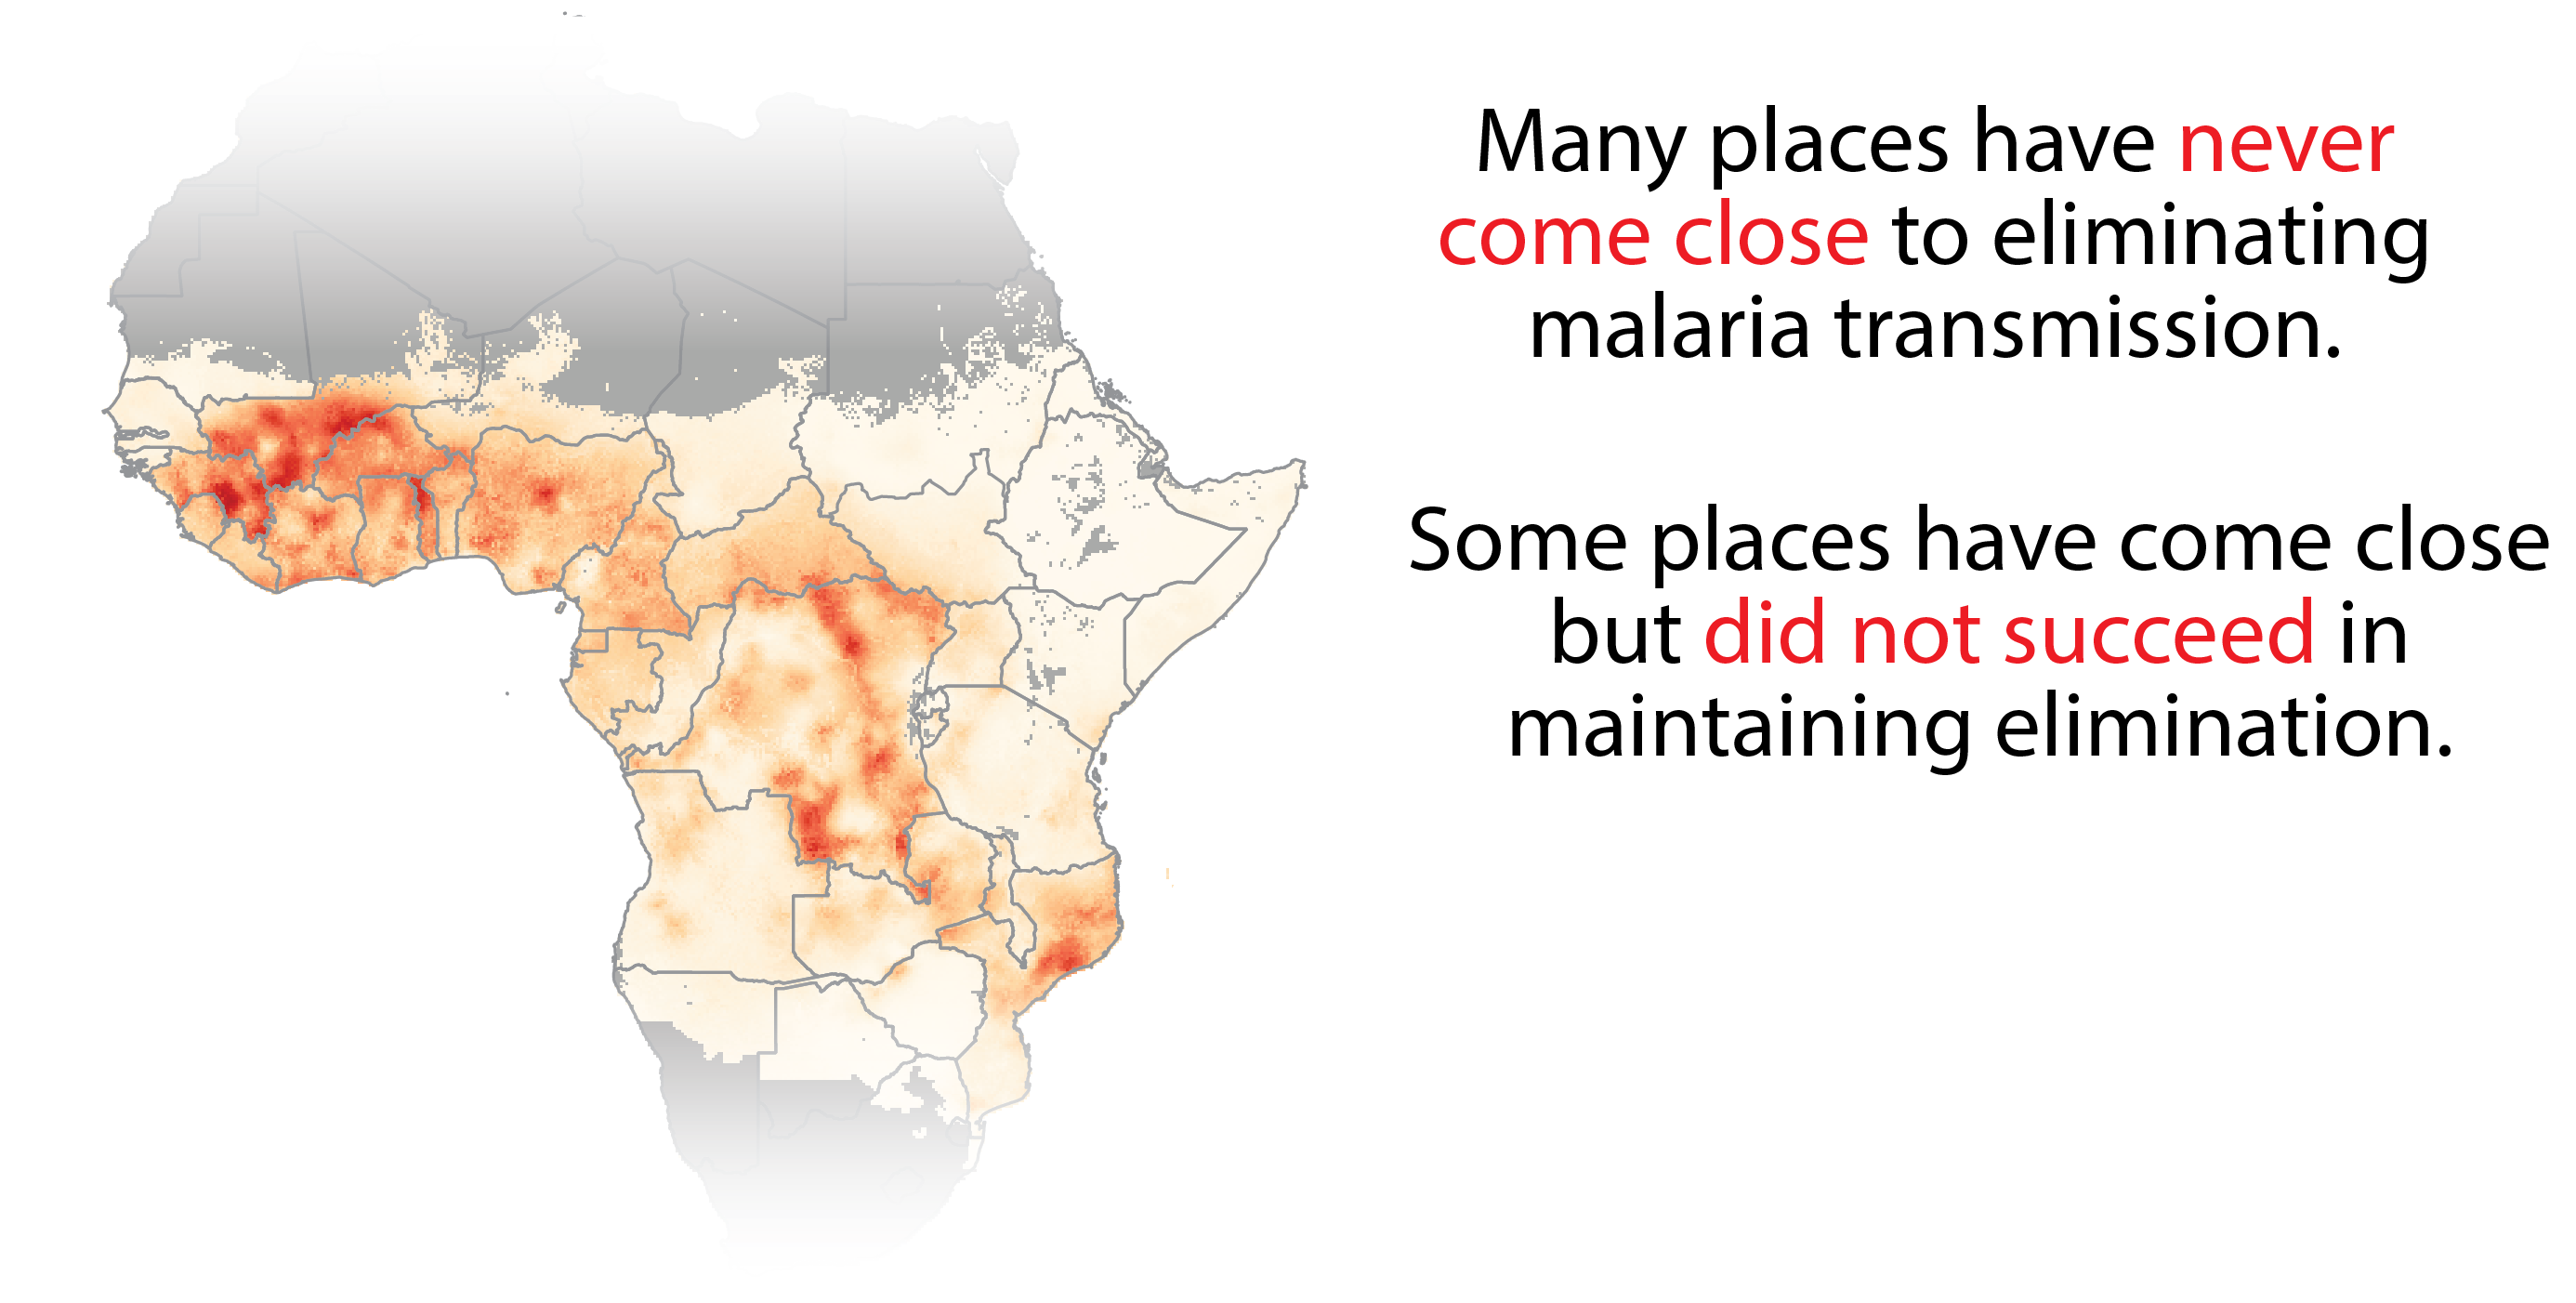 Many places have never
come close to eliminating
malaria transmission.
Some places have come close
but did not succeed in
maintaining elimination.